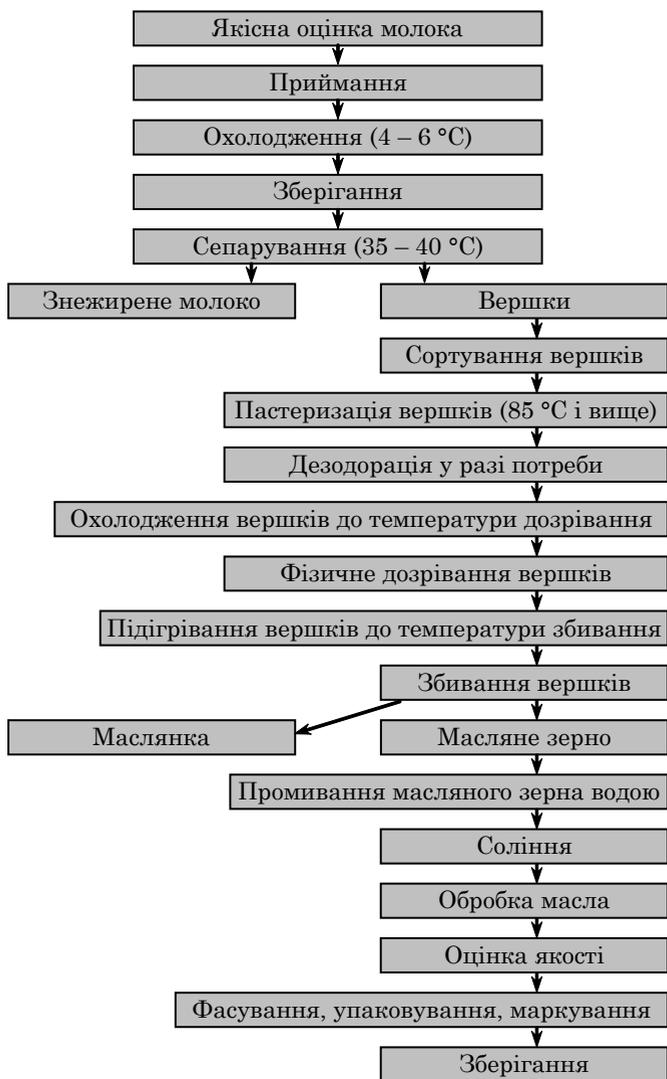 Якісна оцінка молока
Приймання
Охолодження (4 – 6 °С)
Зберігання
Сепарування (35 – 40 °С)
Знежирене молоко
Вершки
Сортування вершків
Пастеризація вершків (85 °С і вище)
Дезодорація у разі потреби
Охолодження вершків до температури дозрівання
Фізичне дозрівання вершків
Підігрівання вершків до температури збивання
Збивання вершків
Маслянка
Масляне зерно
Промивання масляного зерна водою
Соління
Обробка масла
Оцінка якості
Фасування, упаковування, маркування
Зберігання